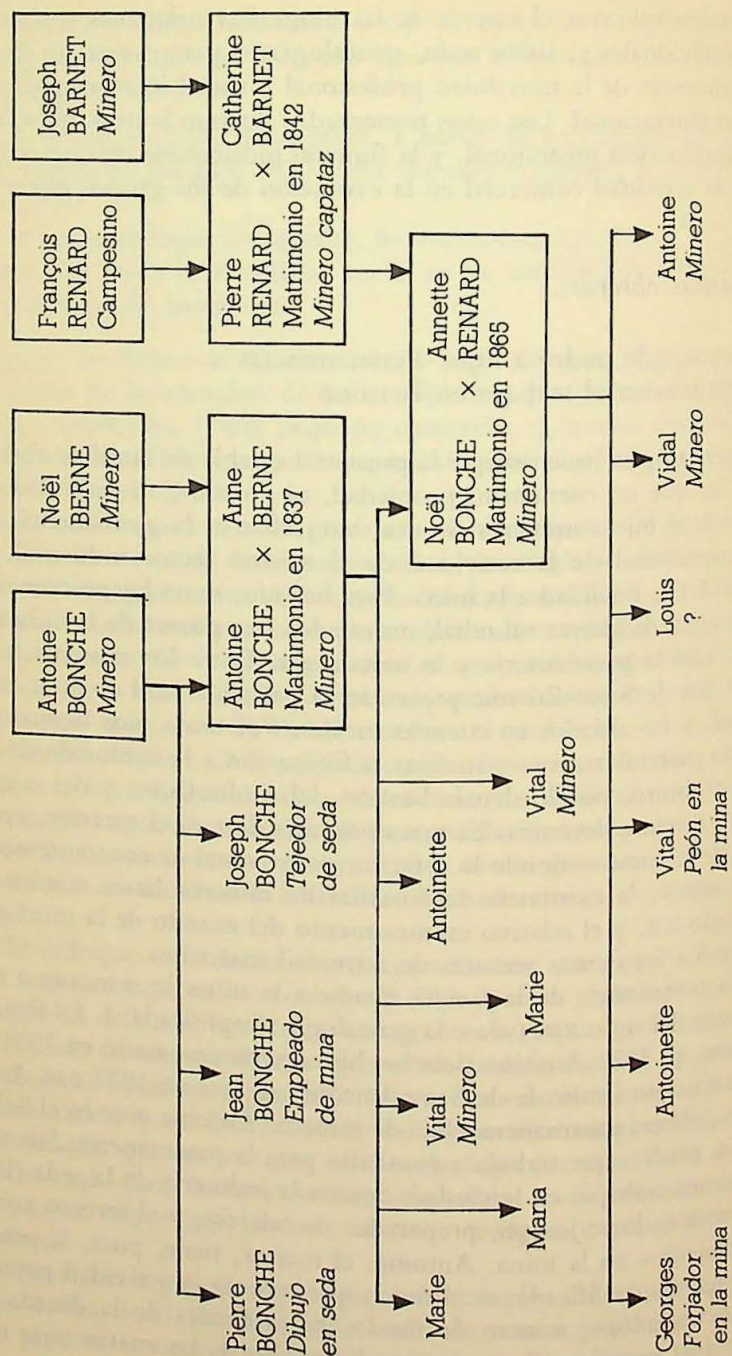 Antoine
BONCHE
Minero
Noël
BERNE
Minero
François
RENARD
Campesino
Joseph
BARNET
Minero
Pierre
BONCHE
Dibujo
en seda
Jean
BONCHE
Empleado
de mina
Joseph
BONCHE
Tejedor
de seda
Antoine Anne
BONCHE × BERNE
Matrimonio en 1837
Minero
Pierre Catherine
RENARD × BARNET
Matrimonio en 1842
Minero capataz
Marie
Maria
Vital
Minero
Marie
Antoinette
Vital
Minero
Noël Annette
BONCHE × RENARD
Matrimonio en 1865
Minero
Georges
Forjador
en la mina
Antoinette
Vital
Peón en
la mina
Louis
?
Vidal
Minero
Antoine
Minero